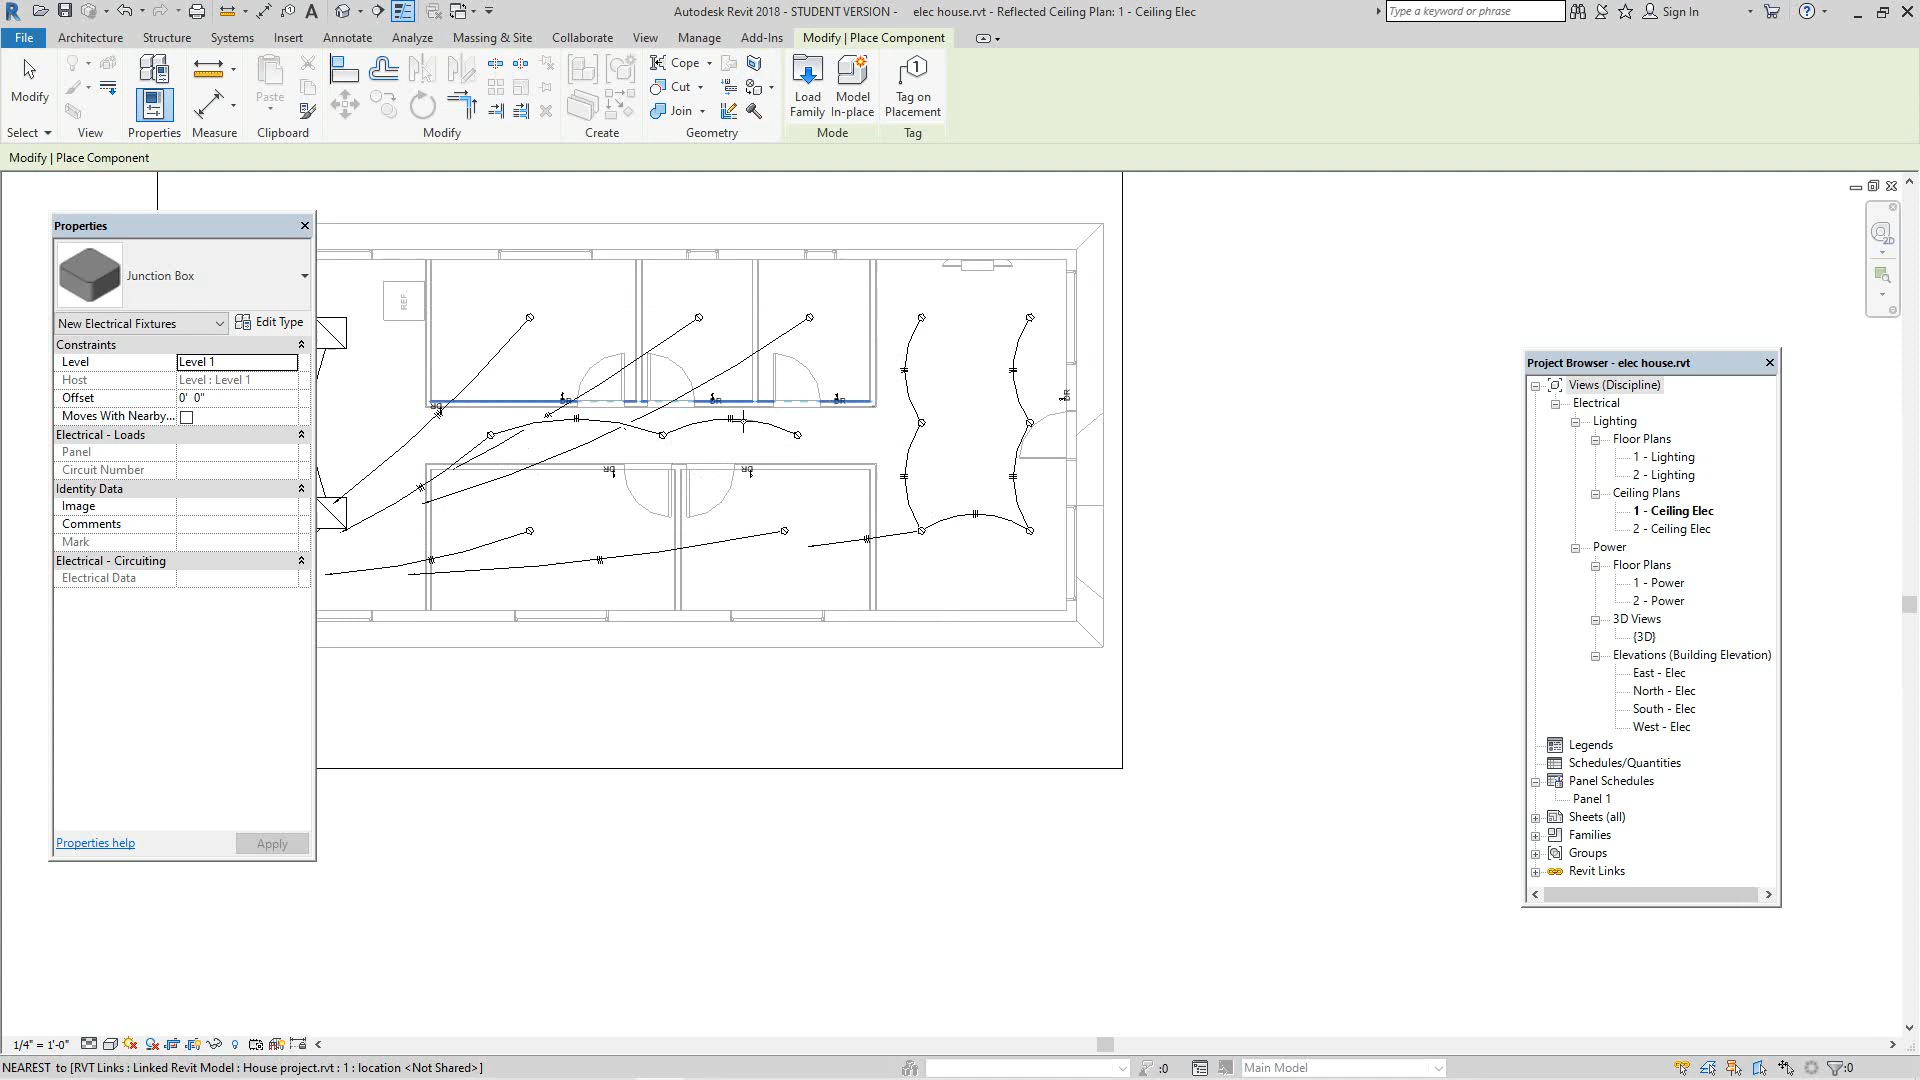 Autodesk Revit 2018 - STUDENT VERSION - elec house.rvt - Reflected Ceiling Plan: 1 - Ceiling Elec
Type a keyword or phrase
Sign In
File Architecture Structure Systems Insert Annotate Analyze Massing & Site Collaborate View Manage Add-Ins Modify | Place Component
Modify
Paste
Cope
Cut
Join
Load Family
Model In-place
Tag on Placement
Select View Properties Measure Clipboard Modify Create Geometry Mode Tag
Modify | Place Component
Properties
Junction Box
New Electrical Fixtures Edit Type
Constraints
Level Level 1
Host Level : Level 1
Offset 0' 0"
Moves With Nearby...
Electrical - Loads
Panel
Circuit Number
Identity Data
Image
Comments
Mark
Electrical - Circuiting
Electrical Data
Properties help Apply
REF.
DR
DR
DR
DR
DR
DR
DR
2D
Project Browser - elec house.rvt
Views (Discipline)
Electrical
Lighting
Floor Plans
1 - Lighting
2 - Lighting
Ceiling Plans
1 - Ceiling Elec
2 - Ceiling Elec
Power
Floor Plans
1 - Power
2 - Power
3D Views
{3D}
Elevations (Building Elevation)
East - Elec
North - Elec
South - Elec
West - Elec
Legends
Schedules/Quantities
Panel Schedules
Panel 1
Sheets (all)
Families
Groups
Revit Links
1/4" = 1'-0"
NEAREST to [RVT Links : Linked Revit Model : House project.rvt : 1 : location <Not Shared>]
:0
Main Model
:0